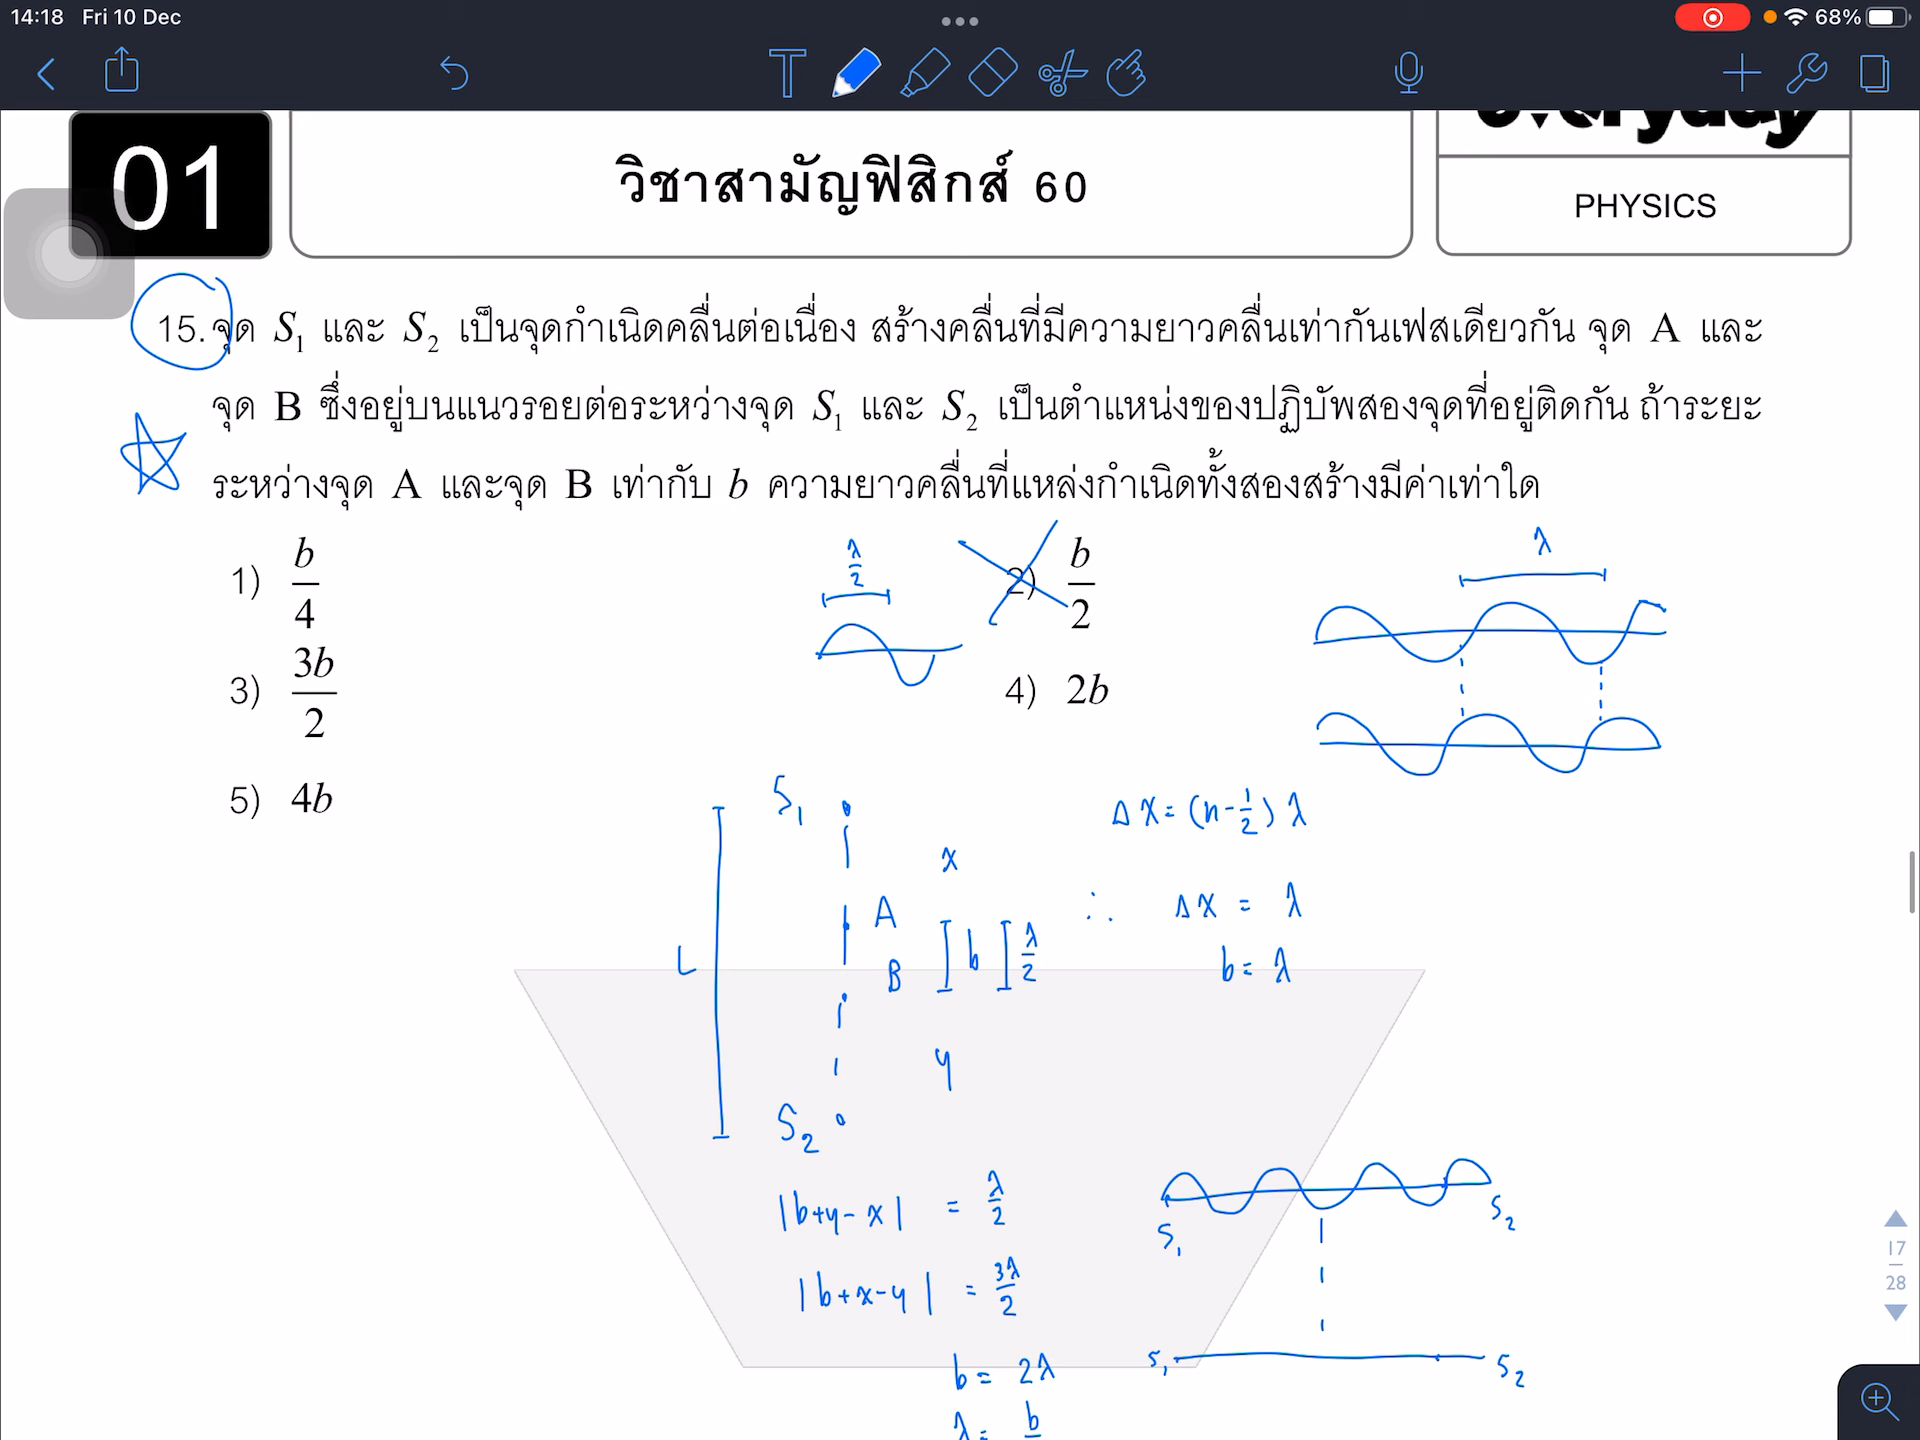 14:18 Fri 10 Dec
68%
01
วิชาสามัญฟิสิกส์ 60
everyday
PHYSICS
15. จุด S₁ และ S₂ เป็นจุดกำเนิดคลื่นต่อเนื่อง สร้างคลื่นที่มีความยาวคลื่นเท่ากันเฟสเดียวกัน จุด A และ
จุด B ซึ่งอยู่บนแนวรอยต่อระหว่างจุด S₁ และ S₂ เป็นตำแหน่งของปฏิบัพสองจุดที่อยู่ติดกัน ถ้าระยะ
ระหว่างจุด A และจุด B เท่ากับ b ความยาวคลื่นที่แหล่งกำเนิดทั้งสองสร้างมีค่าเท่าใด
1) b/4
2) b/2
3) 3b/2
4) 2b
5) 4b
λ/2
λ
S₁
x
A
B
b
λ/2
L
y
S₂
Δx = (n-1/2) λ
∴ Δx = λ
b = λ
|b+y-x| = λ/2
|b+x-y| = 3λ/2
b = 2λ
λ = b
S₁ S₂
S₁ S₂
17
28